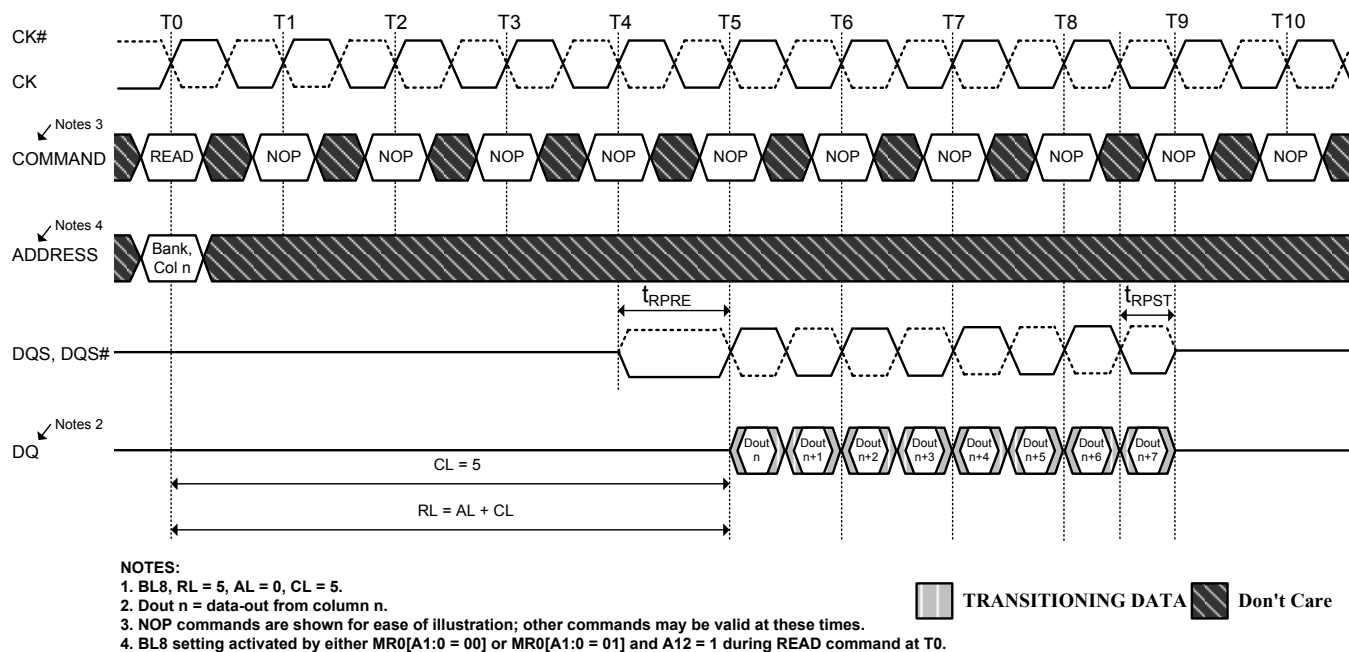 T0 T1 T2 T3 T4 T5 T6 T7 T8 T9 T10
CK#
CK
Notes 3
COMMAND READ NOP NOP NOP NOP NOP NOP NOP NOP NOP NOP
Notes 4
ADDRESS Bank, Col n
tRPRE tRPST
DQS, DQS#
Notes 2
DQ Dout n Dout n+1 Dout n+2 Dout n+3 Dout n+4 Dout n+5 Dout n+6 Dout n+7
CL = 5
RL = AL + CL
NOTES:
1. BL8, RL = 5, AL = 0, CL = 5.
2. Dout n = data-out from column n.
3. NOP commands are shown for ease of illustration; other commands may be valid at these times.
4. BL8 setting activated by either MR0[A1:0 = 00] or MR0[A1:0 = 01] and A12 = 1 during READ command at T0.
TRANSITIONING DATA Don't Care